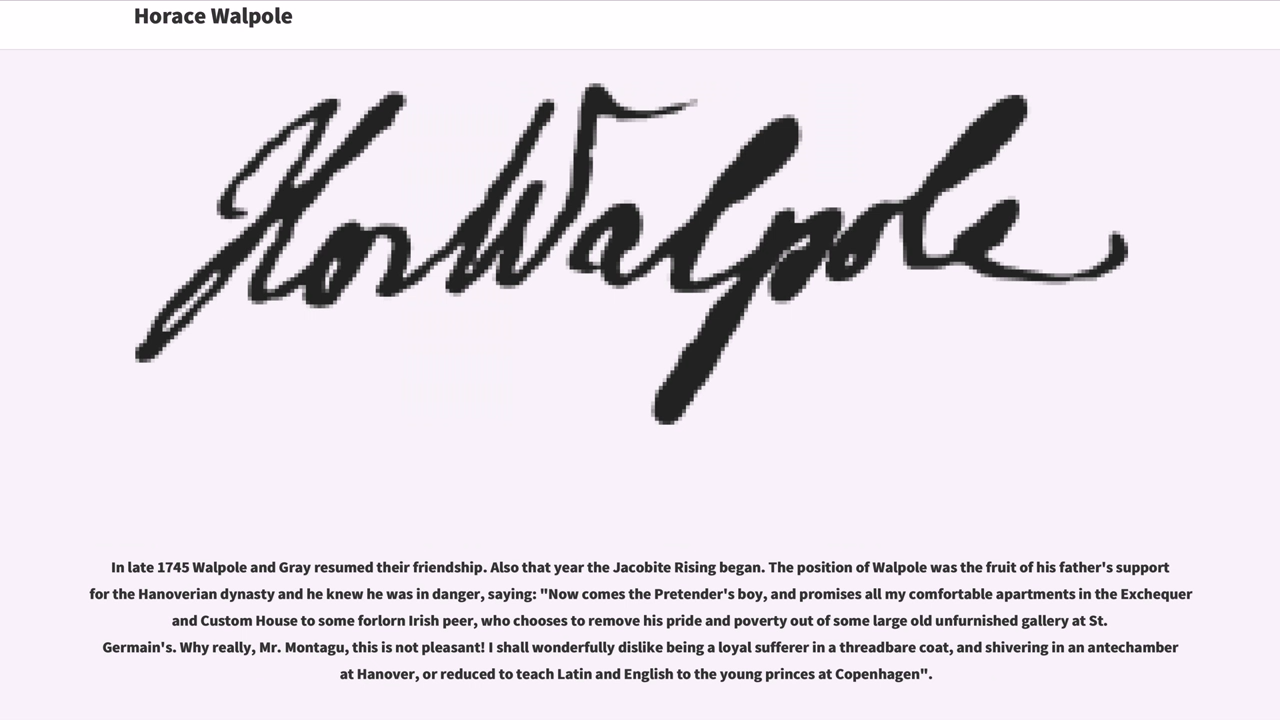 Horace Walpole
Hor Walpole
In late 1745 Walpole and Gray resumed their friendship. Also that year the Jacobite Rising began. The position of Walpole was the fruit of his father's support
for the Hanoverian dynasty and he knew he was in danger, saying: "Now comes the Pretender's boy, and promises all my comfortable apartments in the Exchequer
and Custom House to some forlorn Irish peer, who chooses to remove his pride and poverty out of some large old unfurnished gallery at St.
Germain's. Why really, Mr. Montagu, this is not pleasant! I shall wonderfully dislike being a loyal sufferer in a threadbare coat, and shivering in an antechamber
at Hanover, or reduced to teach Latin and English to the young princes at Copenhagen".